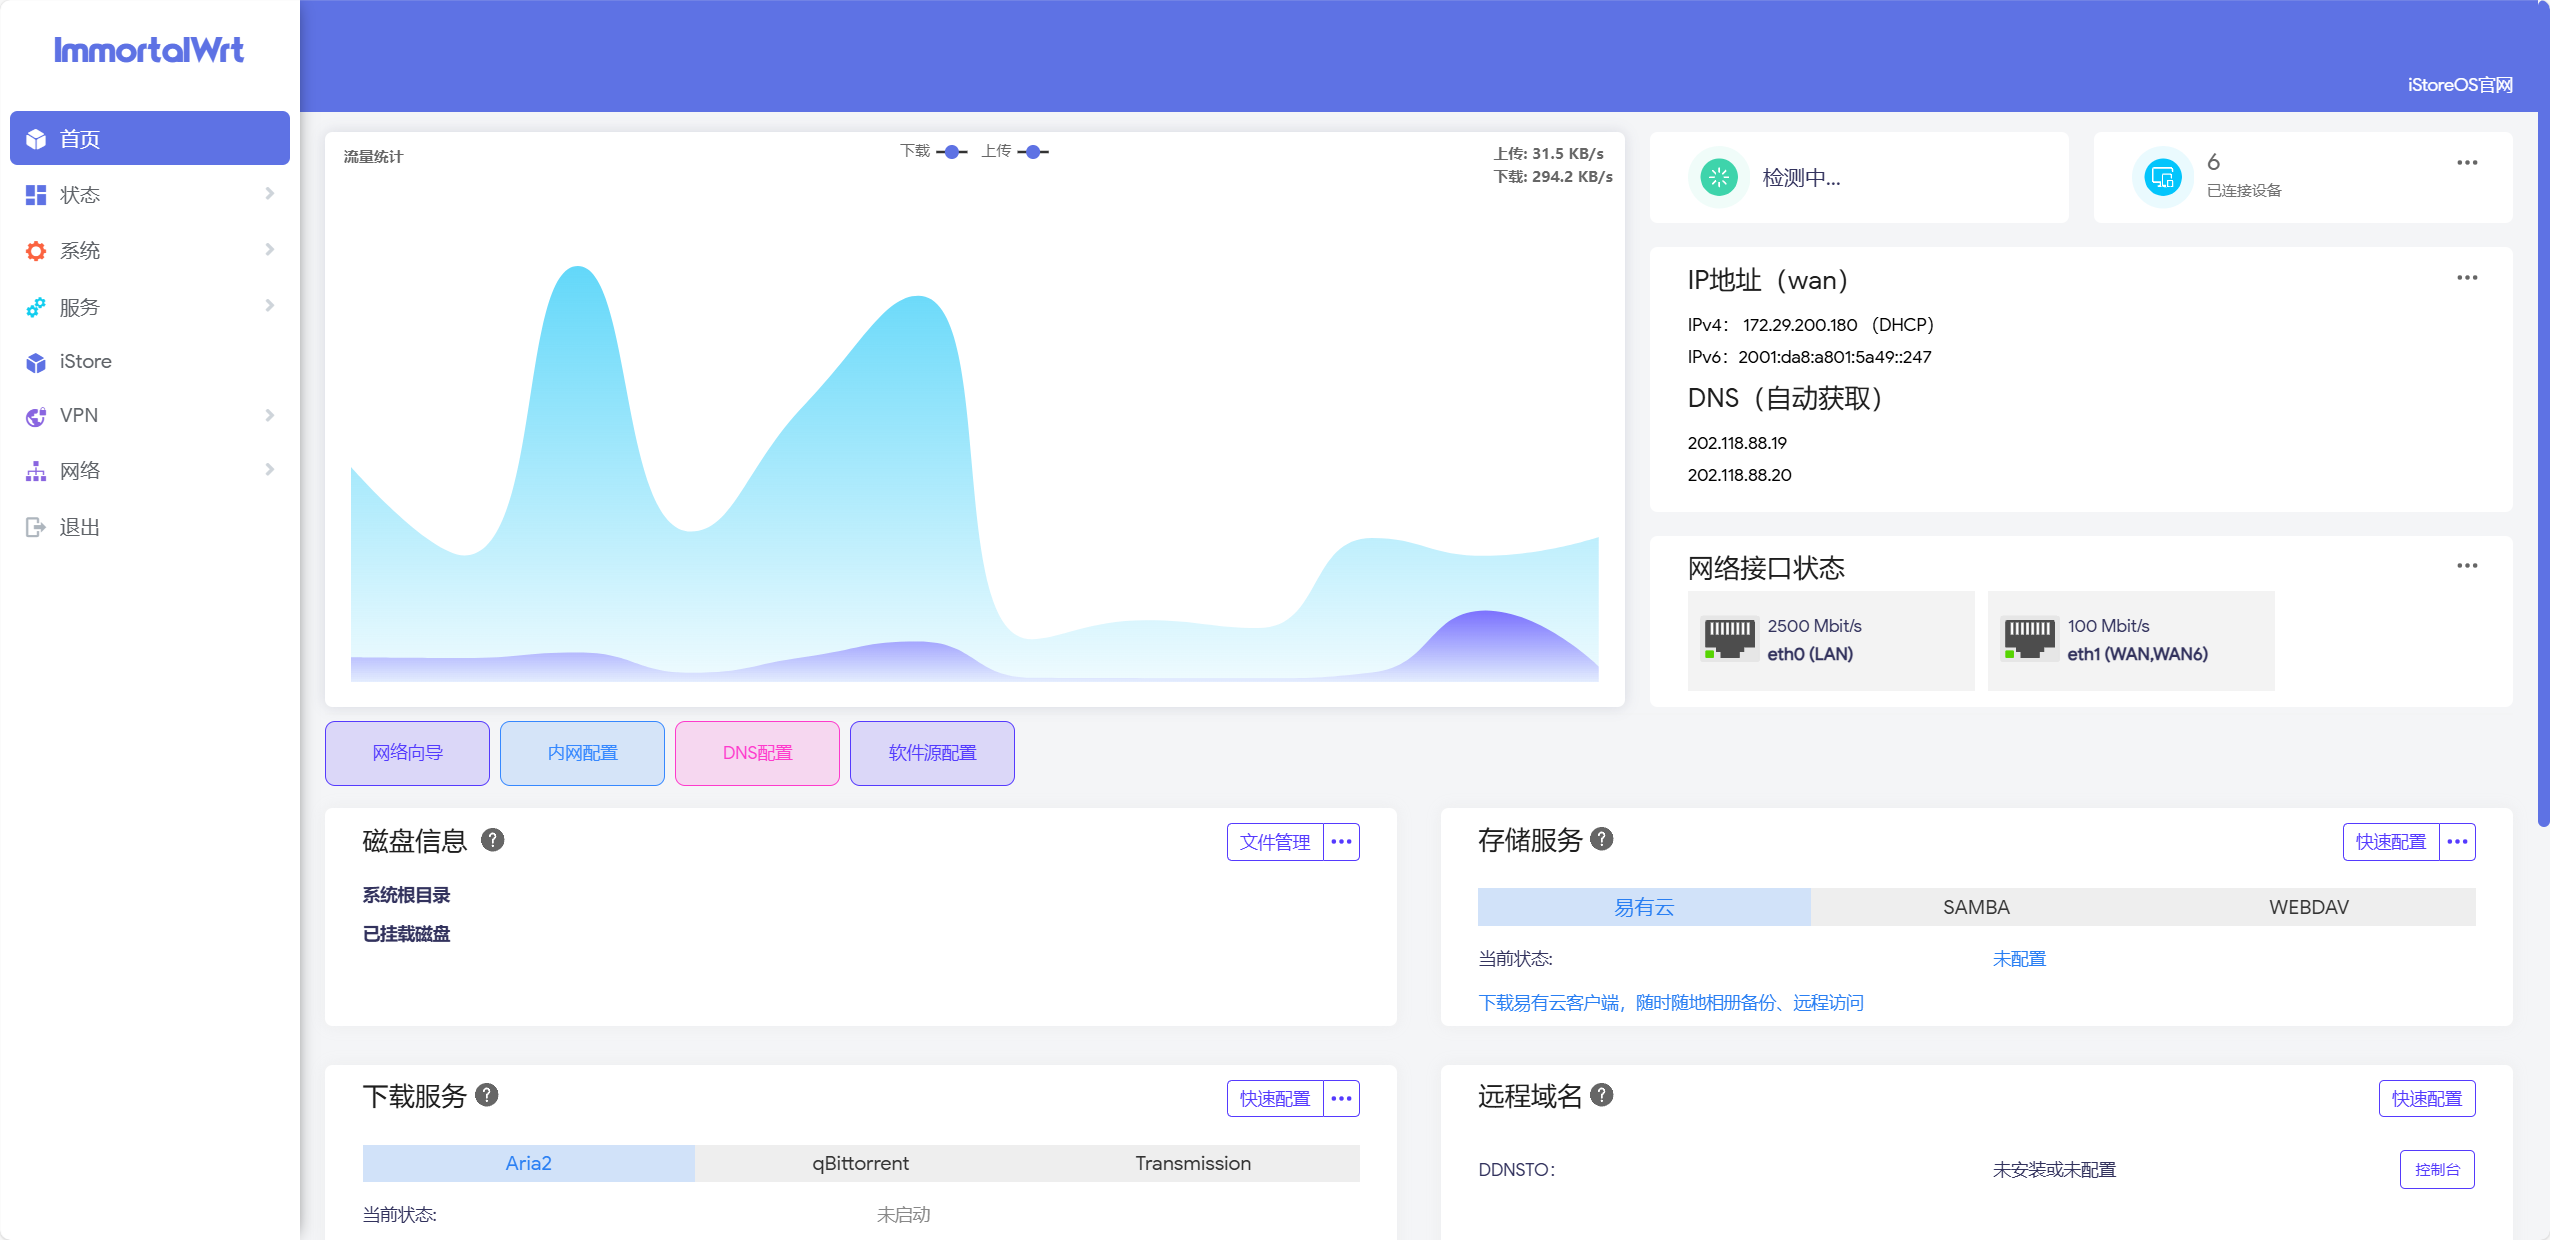 ImmortalWrt
iStoreOS官网
首页
状态
系统
服务
iStore
VPN
网络
退出
流量统计
下载 上传
上传: 31.5 KB/s
下载: 294.2 KB/s
检测中...
6
已连接设备
IP地址（wan）
IPv4： 172.29.200.180 （DHCP）
IPv6：2001:da8:a801:5a49::247
DNS（自动获取）
202.118.88.19
202.118.88.20
网络接口状态
2500 Mbit/s
eth0 (LAN)
100 Mbit/s
eth1 (WAN,WAN6)
网络向导
内网配置
DNS配置
软件源配置
磁盘信息 ?
文件管理
系统根目录
已挂载磁盘
存储服务 ?
快速配置
易有云
SAMBA
WEBDAV
当前状态:
未配置
下载易有云客户端，随时随地相册备份、远程访问
下载服务 ?
快速配置
Aria2
qBittorrent
Transmission
当前状态:
未启动
远程域名 ?
快速配置
DDNSTO：
未安装或未配置
控制台